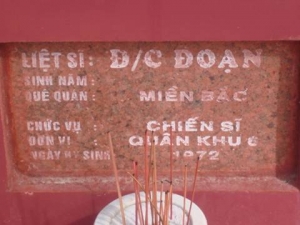 LIỆT SĨ: Đ/C ĐOẠN
SINH NĂM:
QUÊ QUÁN: MIỀN BẮC
CHỨC VỤ: CHIẾN SĨ
ĐƠN VỊ: QUÂN KHU 6
NGÀY HY SINH 1972